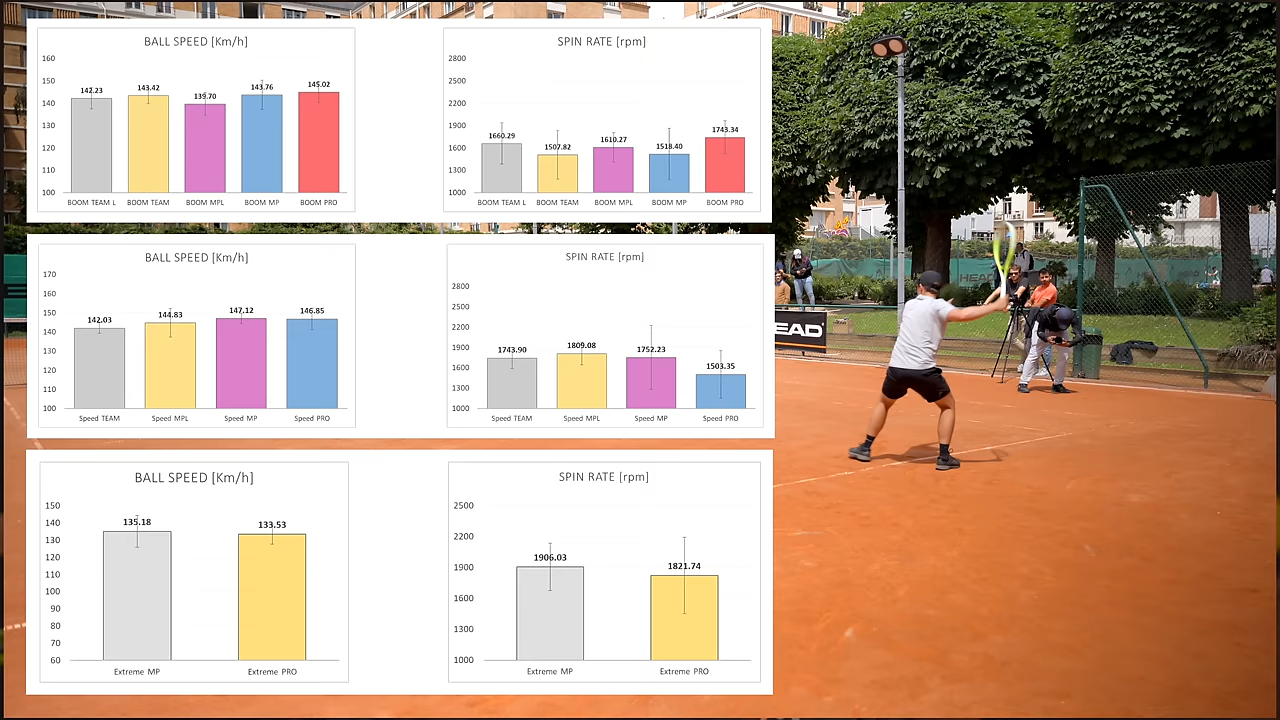 BALL SPEED [Km/h]
160
150
140
130
120
110
100
142.23
143.42
139.70
143.76
145.02
BOOM TEAM L
BOOM TEAM
BOOM MPL
BOOM MP
BOOM PRO
SPIN RATE [rpm]
2800
2500
2200
1900
1600
1300
1000
1660.29
1507.82
1610.27
1518.40
1743.34
BOOM TEAM L
BOOM TEAM
BOOM MPL
BOOM MP
BOOM PRO
BALL SPEED [Km/h]
170
160
150
140
130
120
110
100
142.03
144.83
147.12
146.85
Speed TEAM
Speed MPL
Speed MP
Speed PRO
SPIN RATE [rpm]
2800
2500
2200
1900
1600
1300
1000
1743.90
1809.08
1752.23
1503.35
Speed TEAM
Speed MPL
Speed MP
Speed PRO
BALL SPEED [Km/h]
150
140
130
120
110
100
90
80
70
60
135.18
133.53
Extreme MP
Extreme PRO
SPIN RATE [rpm]
2500
2200
1900
1600
1300
1000
1906.03
1821.74
Extreme MP
Extreme PRO
EAD
HEAD